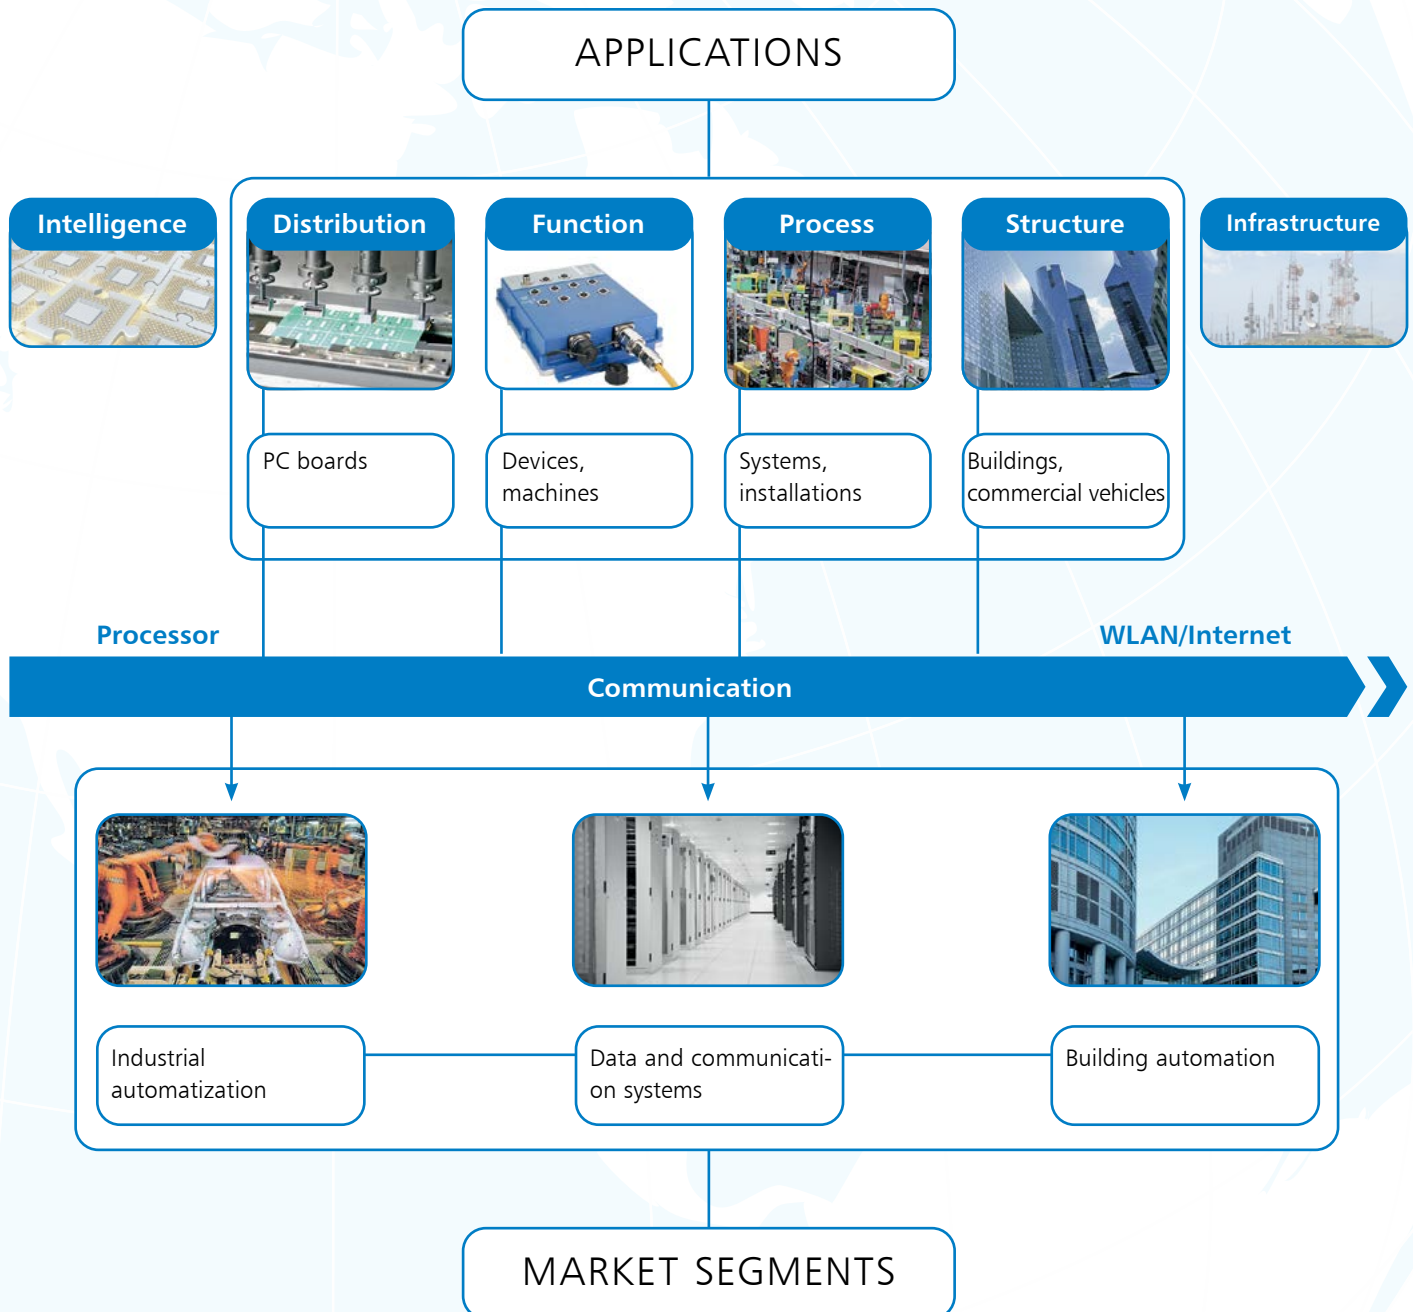 APPLICATIONS
Intelligence
Distribution
Function
Process
Structure
Infrastructure
PC boards
Devices,
machines
Systems,
installations
Buildings,
commercial vehicles
Processor
WLAN/Internet
Communication
Industrial
automatization
Data and communicati-
on systems
Building automation
MARKET SEGMENTS